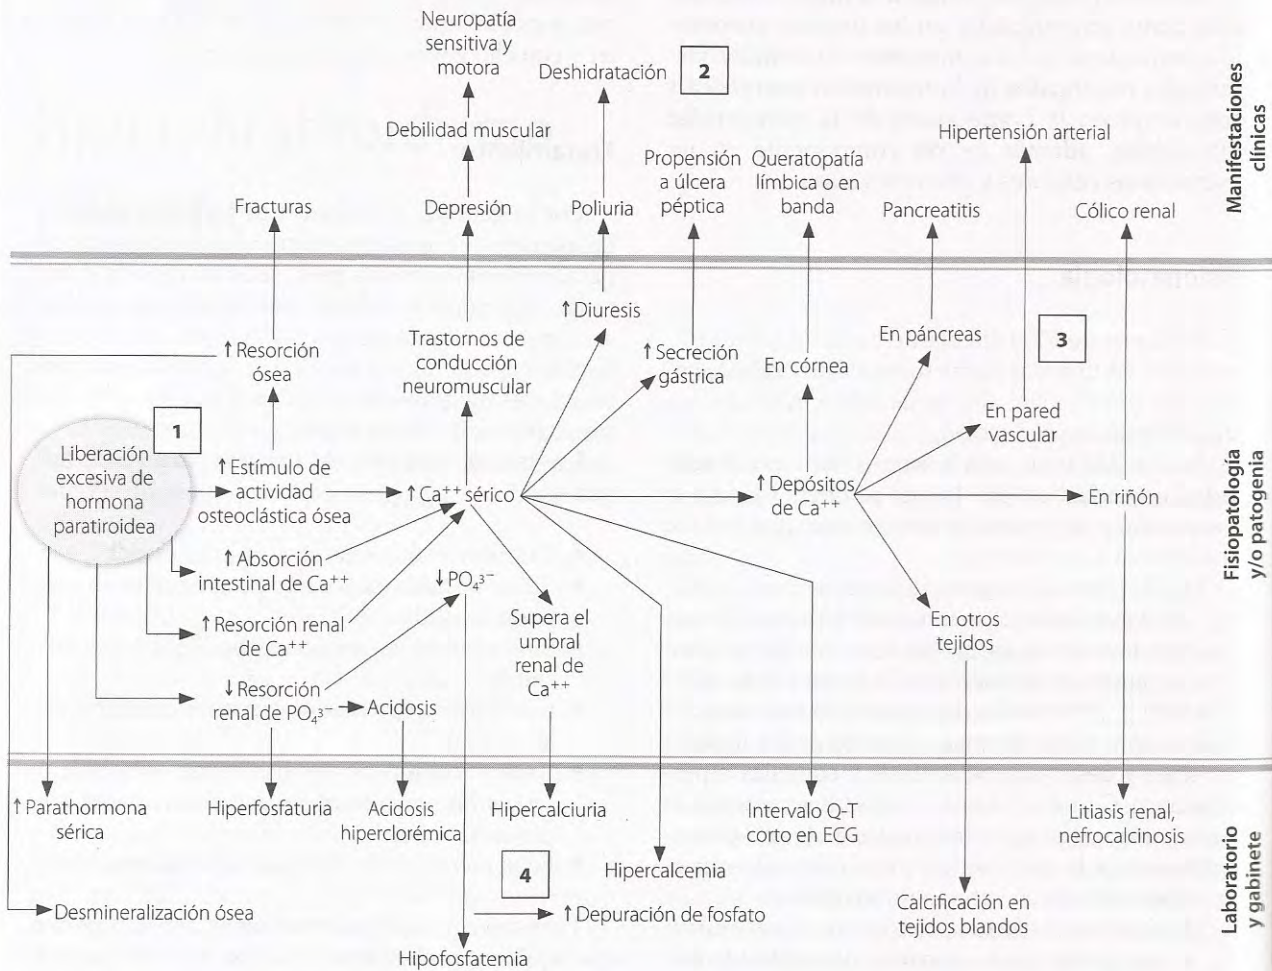 Neuropatía
sensitiva y
motora
Deshidratación
2
Debilidad muscular
Hipertensión arterial
Propensión
a úlcera
péptica
Queratopatía
límbica o en
banda
Fracturas
Depresión
Poliuria
Pancreatitis
Cólico renal
Manifestaciones
clínicas
↑ Diuresis
↑ Resorción
ósea
Trastornos de
conducción
neuromuscular
↑ Secreción
gástrica
En córnea
En páncreas
3
En pared
vascular
1
Liberación
excesiva de
hormona
paratiroidea
↑ Estímulo de
actividad
osteoclástica ósea
↑ Ca++ sérico
↑ Depósitos
de Ca++
En riñón
↑ Absorción
intestinal de Ca++
↓ PO₄³⁻
↑ Resorción renal
de Ca++
Supera el
umbral
renal de
Ca++
En otros
tejidos
↓ Resorción
renal de PO₄³⁻
Acidosis
Fisiopatología
y/o patogenia
↑ Parathormona
sérica
Hiperfosfaturia
Acidosis
hiperclorémica
Hipercalciuria
Intervalo Q-T
corto en ECG
Litiasis renal,
nefrocalcinosis
4
Hipercalcemia
Desmineralización ósea
↑ Depuración de fosfato
Calcificación en
tejidos blandos
Hipofosfatemia
Laboratorio
y gabinete